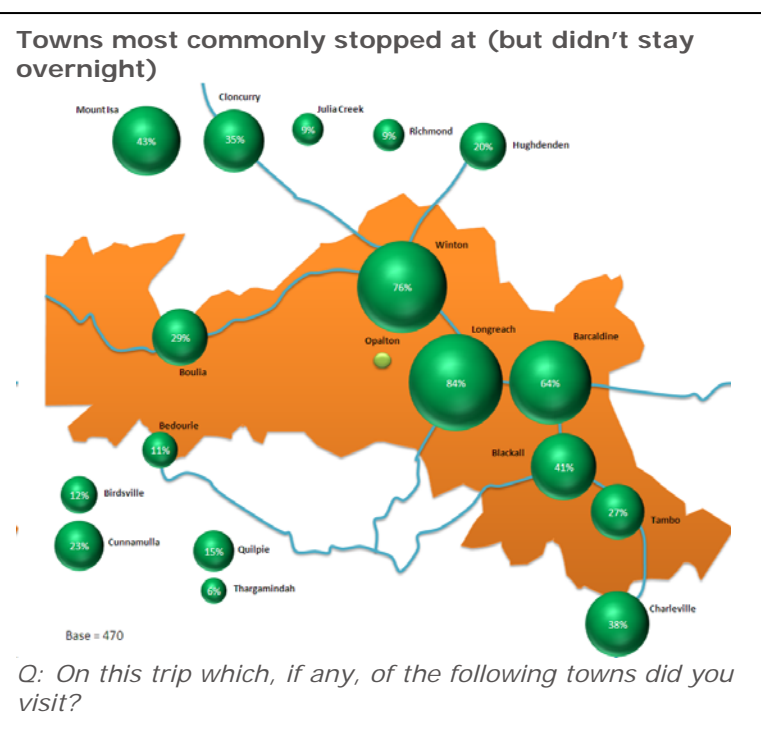 Towns most commonly stopped at (but didn't stay
overnight)
Cloncurry
Mount Isa
Julia Creek
43%
35%
9%
9%
Richmond
20%
Hughdenden
Winton
76%
Longreach
Barcaldine
29%
Opalton
Boulia
84%
64%
Bedourie
11%
Blackall
41%
12%
Birdsville
27%
Tambo
23%
Cunnamulla
15%
Quilpie
6%
Thargamindah
Charleville
38%
Base = 470
Q: On this trip which, if any, of the following towns did you
visit?